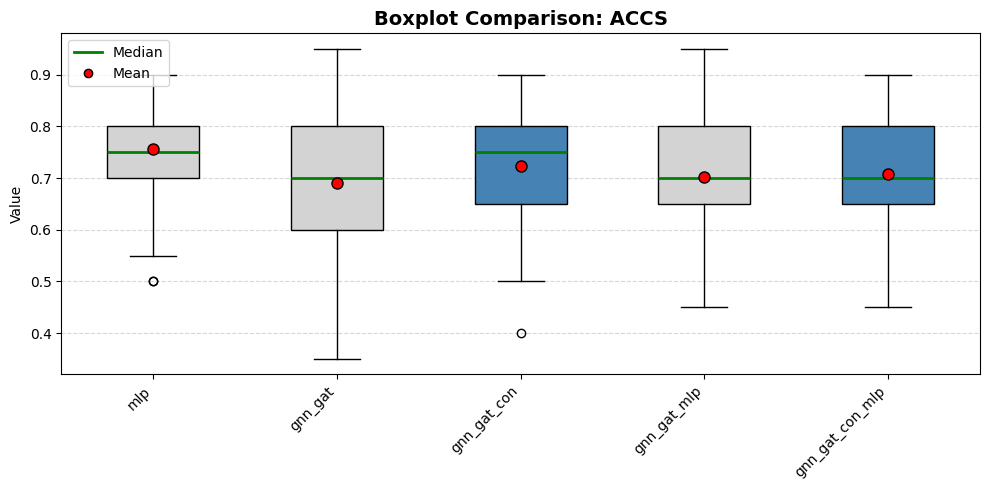 Boxplot Comparison: ACCS
Median
Mean
Value
0.9
0.8
0.7
0.6
0.5
0.4
mlp
gnn_gat
gnn_gat_con
gnn_gat_mlp
gnn_gat_con_mlp